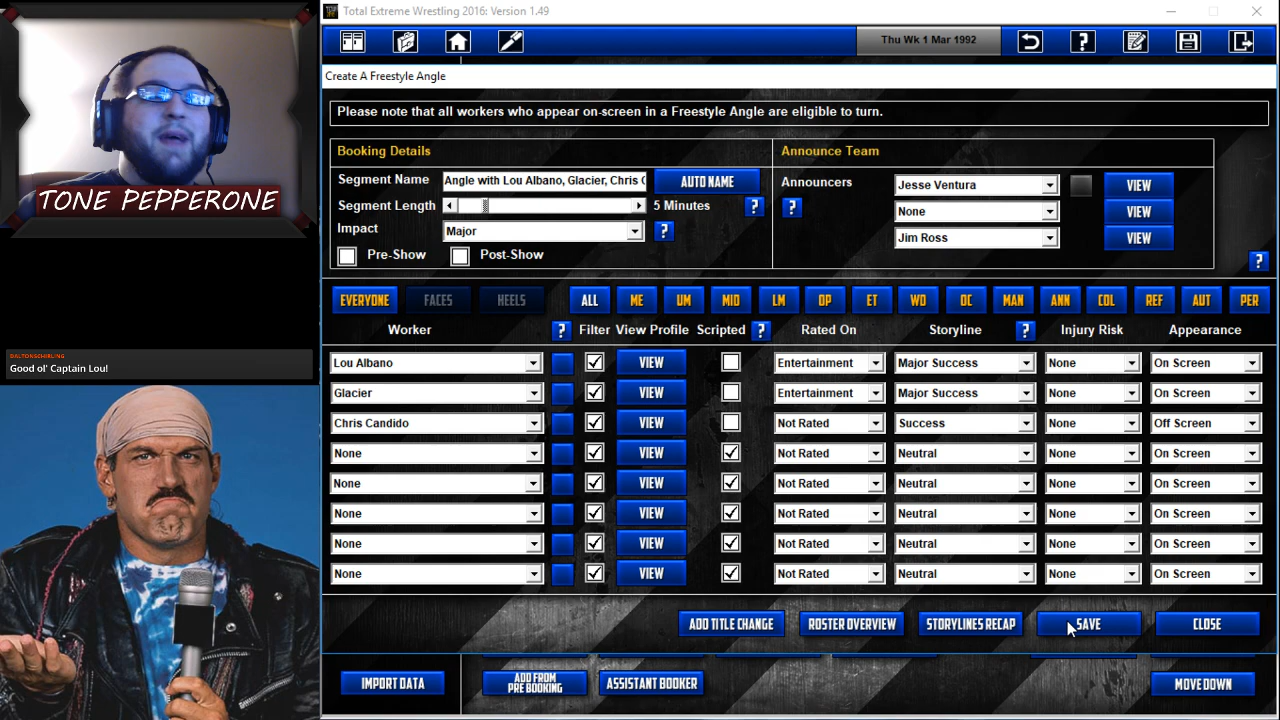 Total Extreme Wrestling 2016: Version 1.49
Thu Wk 1 Mar 1992
Create A Freestyle Angle
Please note that all workers who appear on-screen in a Freestyle Angle are eligible to turn.
Booking Details
Announce Team
Segment Name Angle with Lou Albano, Glacier, Chris C AUTO NAME
Announcers Jesse Ventura VIEW
Segment Length 5 Minutes ?
? None VIEW
Impact Major ?
Jim Ross VIEW
Pre-Show Post-Show
?
EVERYONE FACES HEELS ALL ME UM MID LM OP ET WD OC MAN ANN COL REF AUT PER
Worker ? Filter View Profile Scripted ? Rated On Storyline ? Injury Risk Appearance
Lou Albano VIEW Entertainment Major Success None On Screen
Glacier VIEW Entertainment Major Success None On Screen
Chris Candido VIEW Not Rated Success None Off Screen
None VIEW Not Rated Neutral None On Screen
None VIEW Not Rated Neutral None On Screen
None VIEW Not Rated Neutral None On Screen
None VIEW Not Rated Neutral None On Screen
None VIEW Not Rated Neutral None On Screen
ADD TITLE CHANGE ROSTER OVERVIEW STORYLINES RECAP SAVE CLOSE
IMPORT DATA ADD FROM PRE BOOKING ASSISTANT BOOKER MOVE DOWN
TONE PEPPERONE
DALTONSCHIRLING
Good ol' Captain Lou!